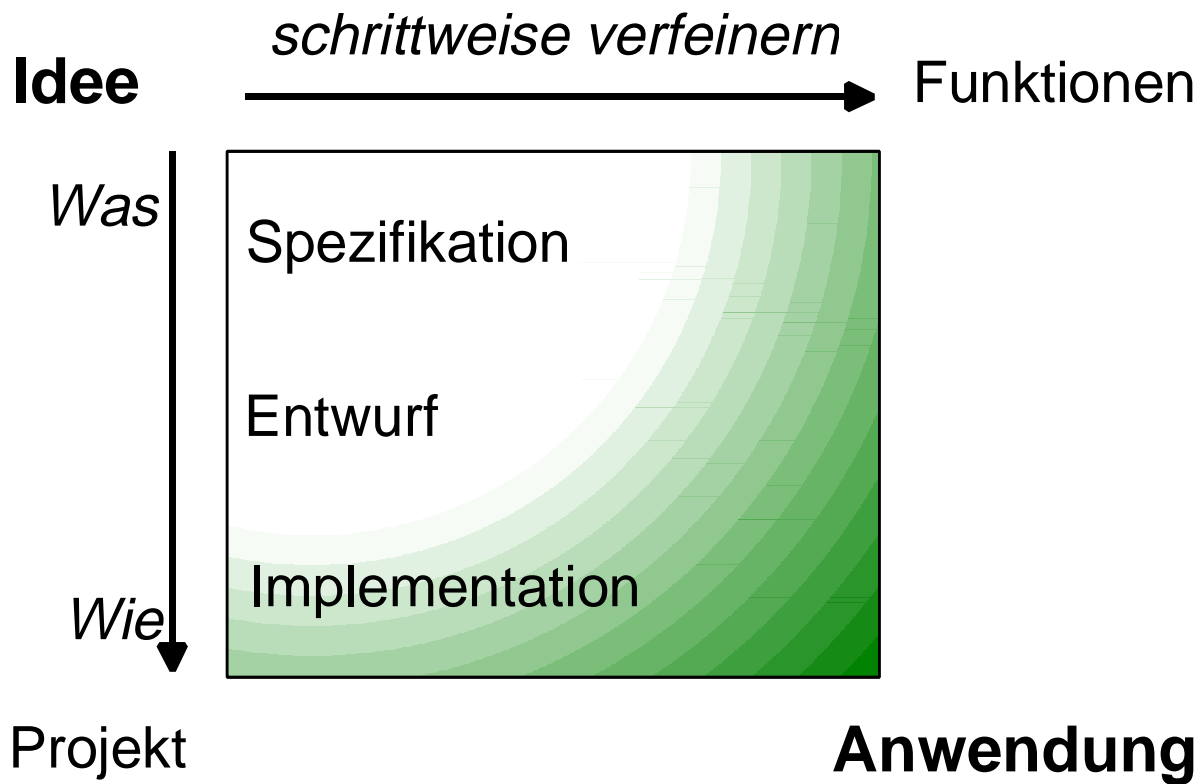 schrittweise verfeinern
Idee
Funktionen
Was
Spezifikation
Entwurf
Implementation
Wie
Projekt
Anwendung